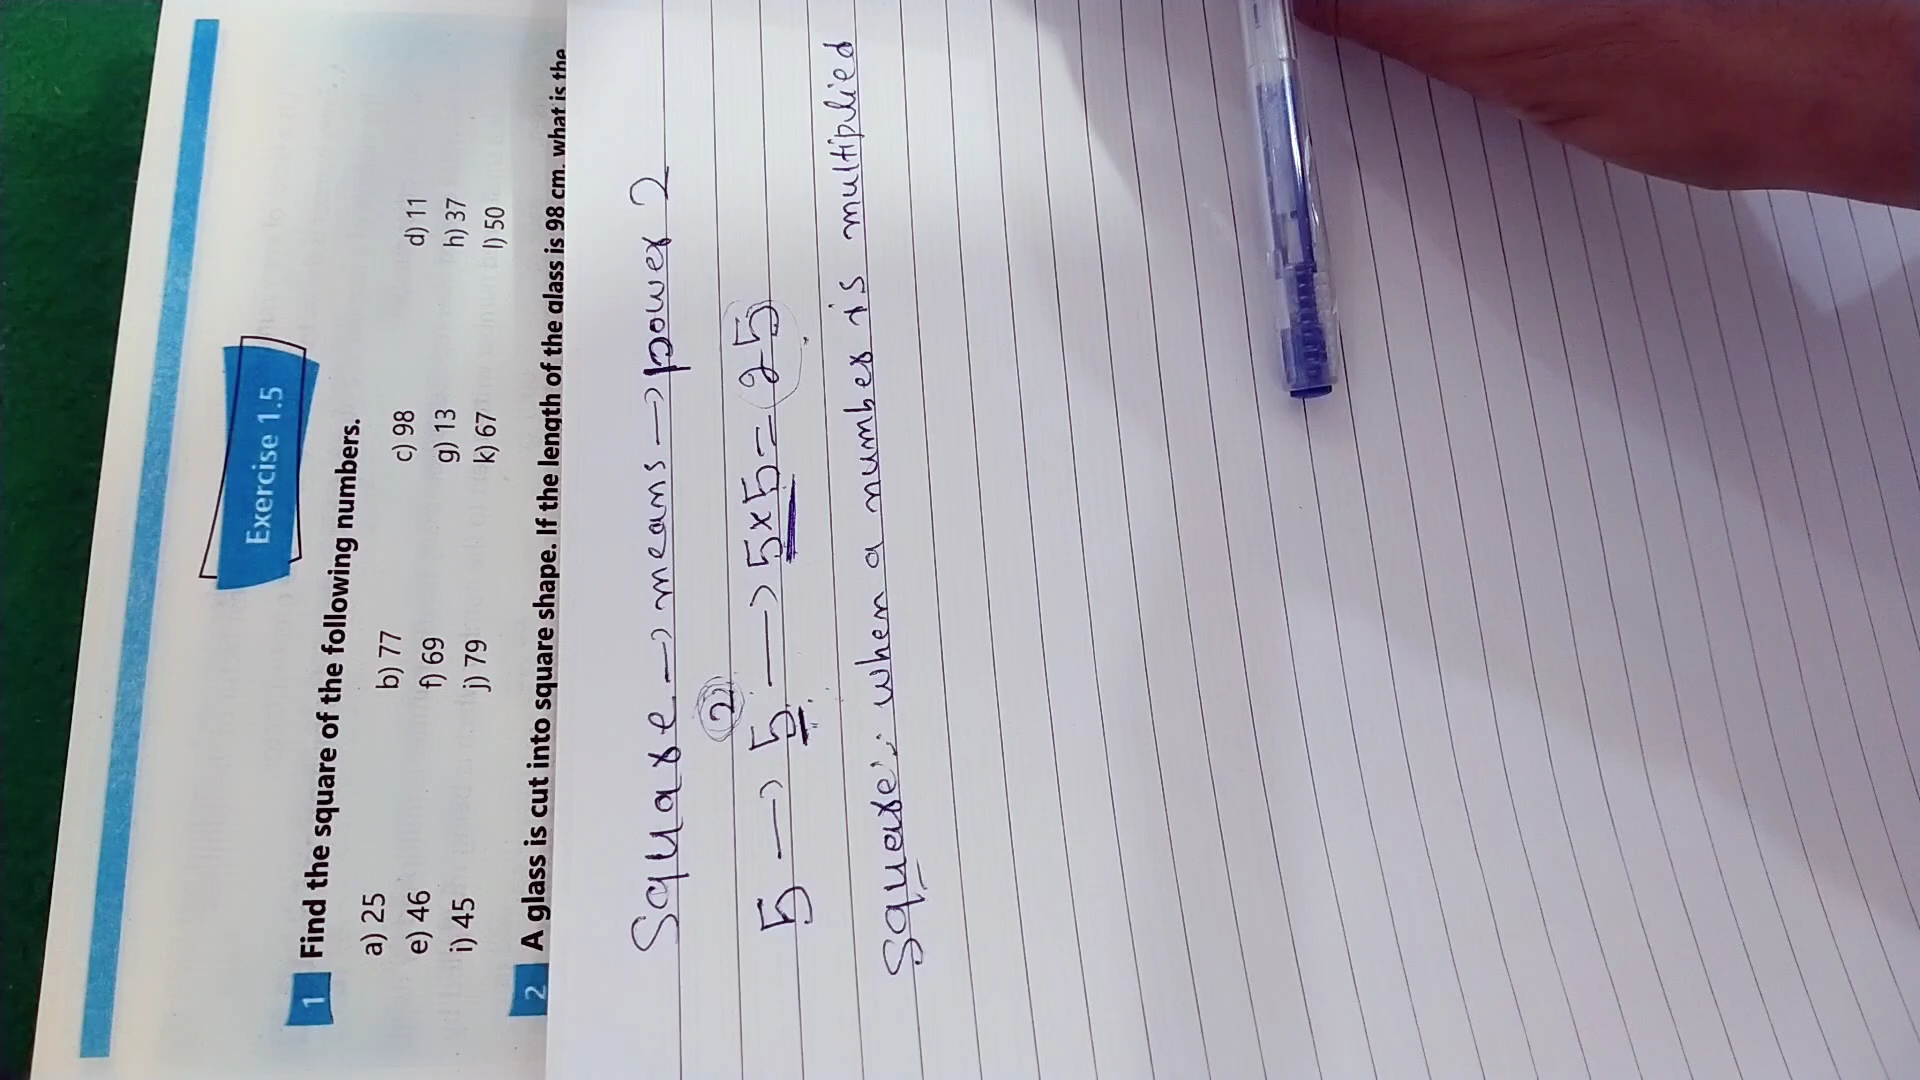 Exercise 1.5
1 Find the square of the following numbers.
a) 25 b) 77 c) 98 d) 11
e) 46 f) 69 g) 13 h) 37
i) 45 j) 79 k) 67 l) 50
2 A glass is cut into square shape. If the length of the glass is 98 cm. what is the
Square → means → power 2
5 → 5² → 5×5 = 25
Square: when a number is multiplied